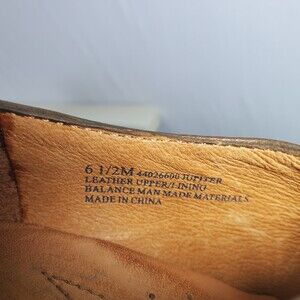 6 1/2M 44026600 JUPITER
LEATHER UPPER/LINING
BALANCE MAN MADE MATERIALS
MADE IN CHINA